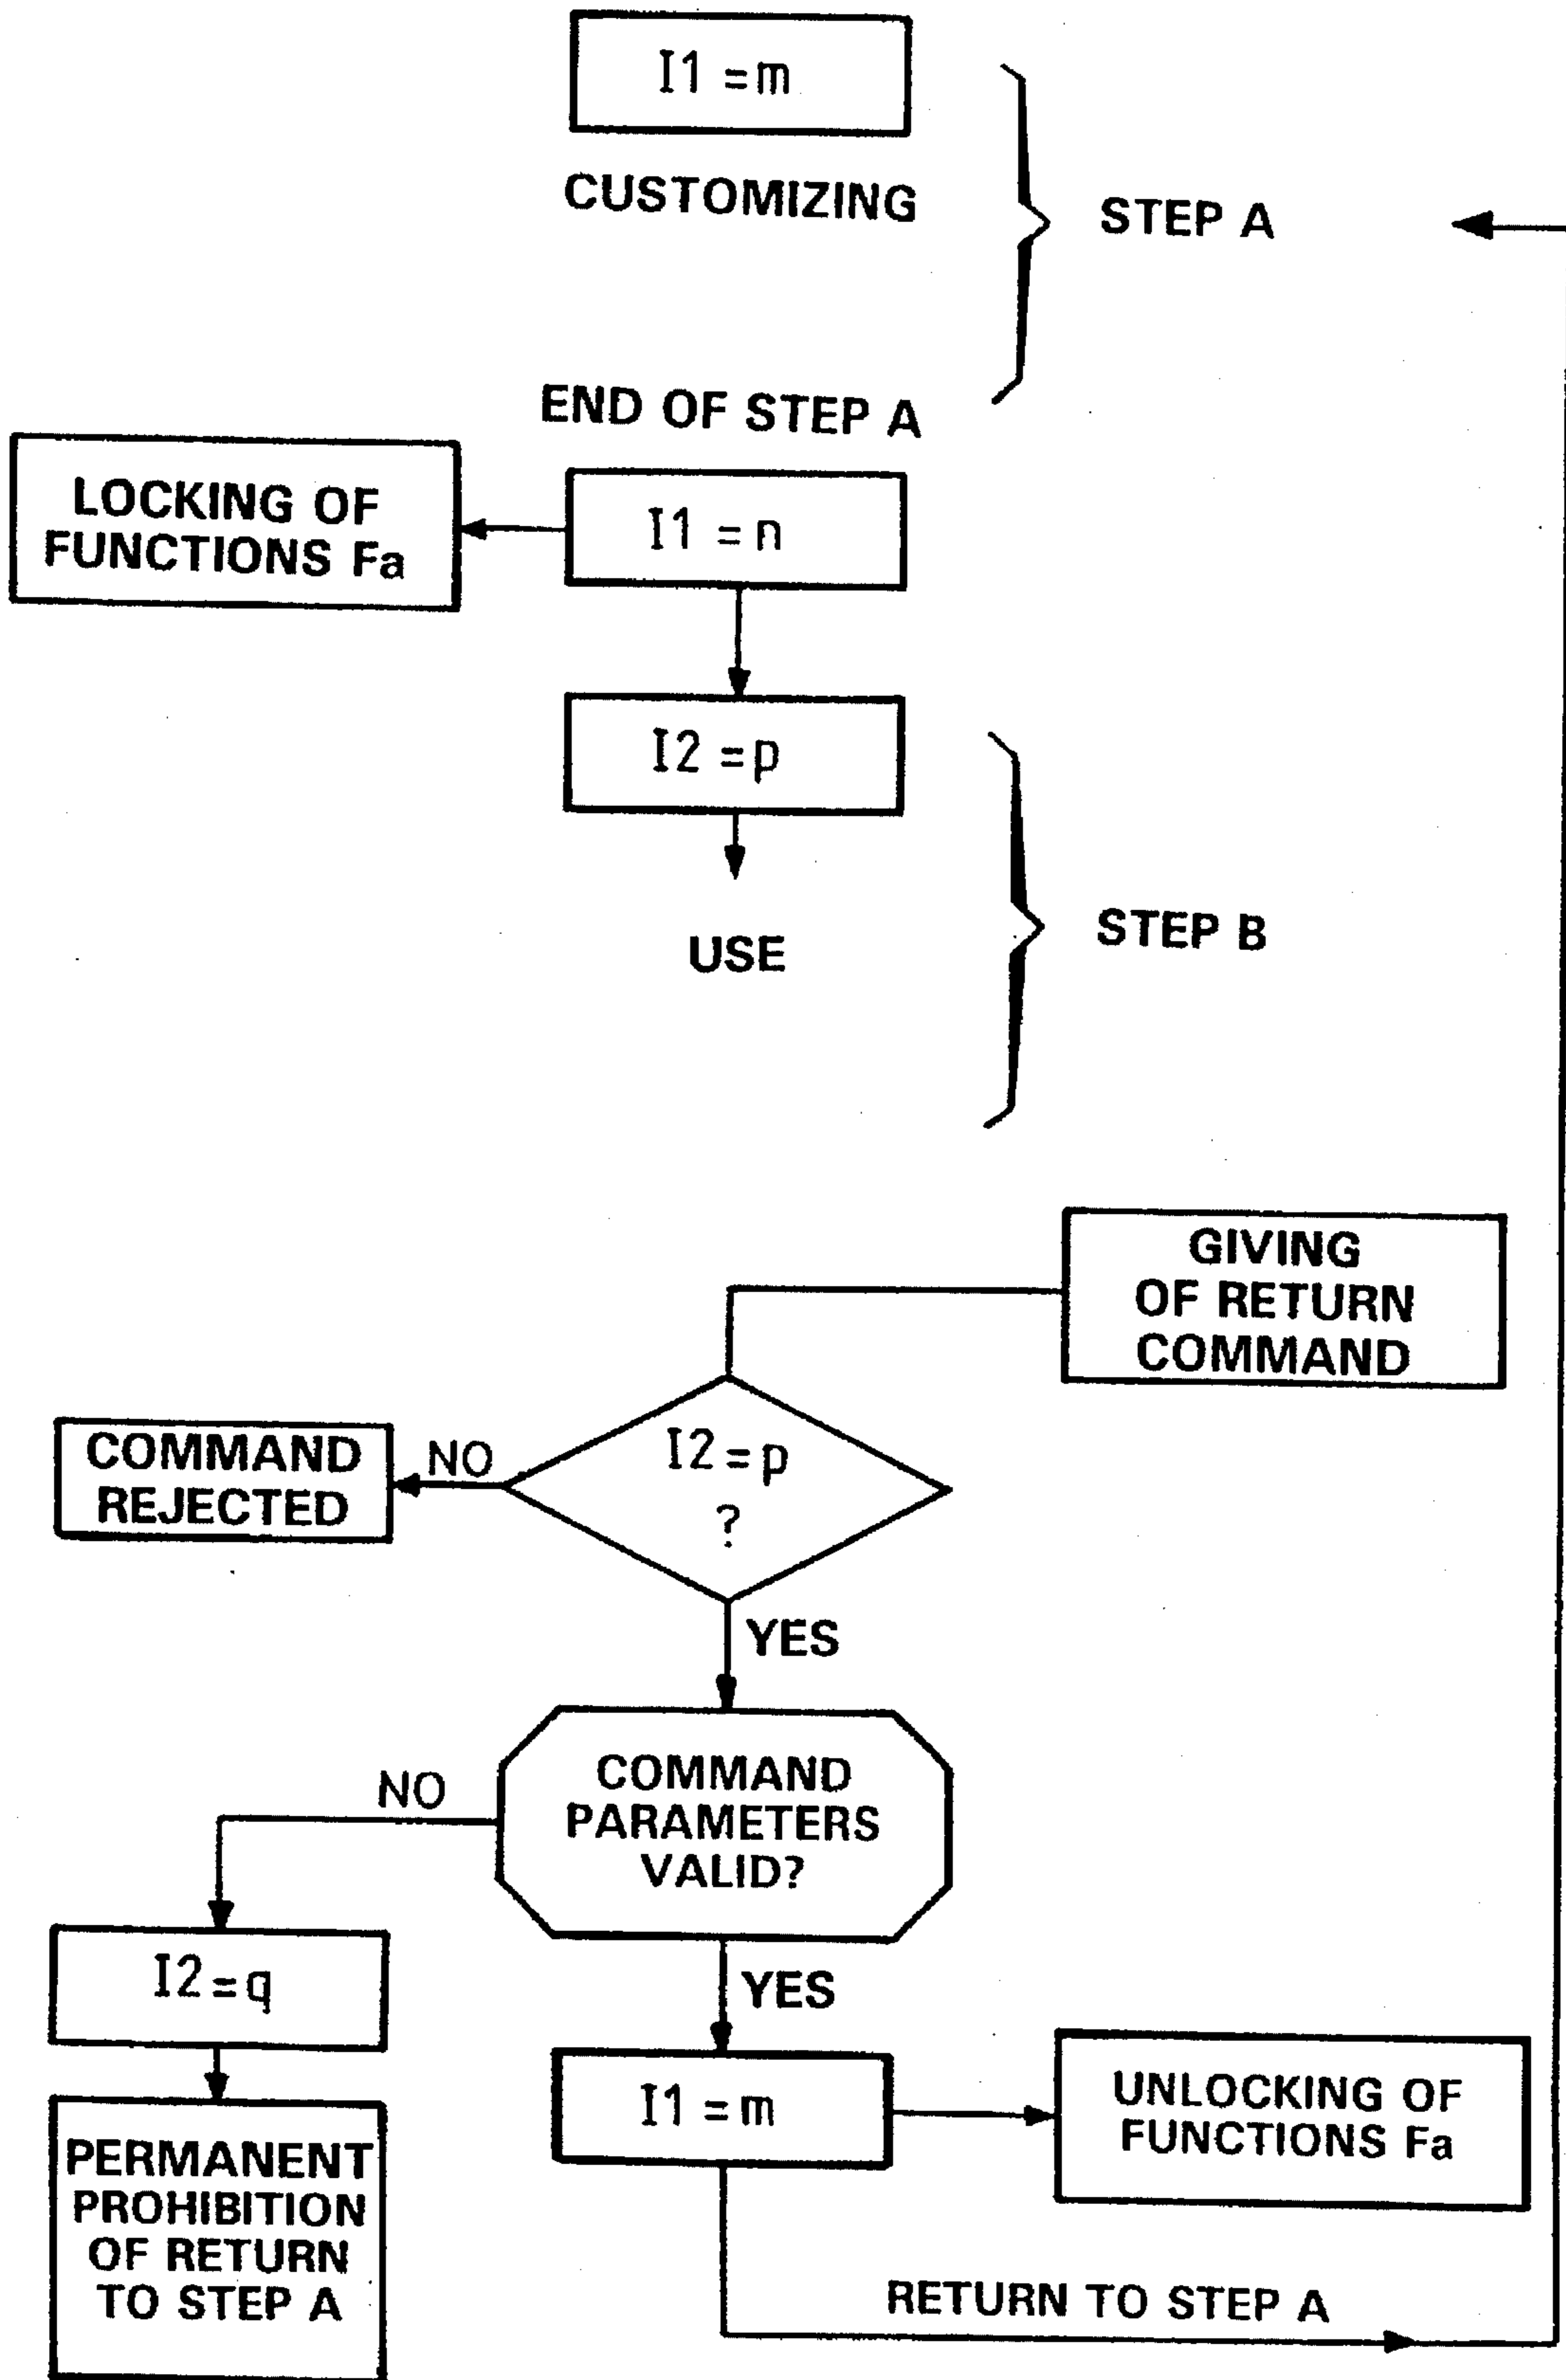 I1 = m
CUSTOMIZING
STEP A
END OF STEP A
LOCKING OF
FUNCTIONS Fa
I1 = n
I2 = p
USE
STEP B
GIVING
OF RETURN
COMMAND
I2 = p
?
NO
COMMAND
REJECTED
YES
COMMAND
PARAMETERS
VALID?
NO
I2 = q
YES
I1 = m
UNLOCKING OF
FUNCTIONS Fa
PERMANENT
PROHIBITION
OF RETURN
TO STEP A
RETURN TO STEP A